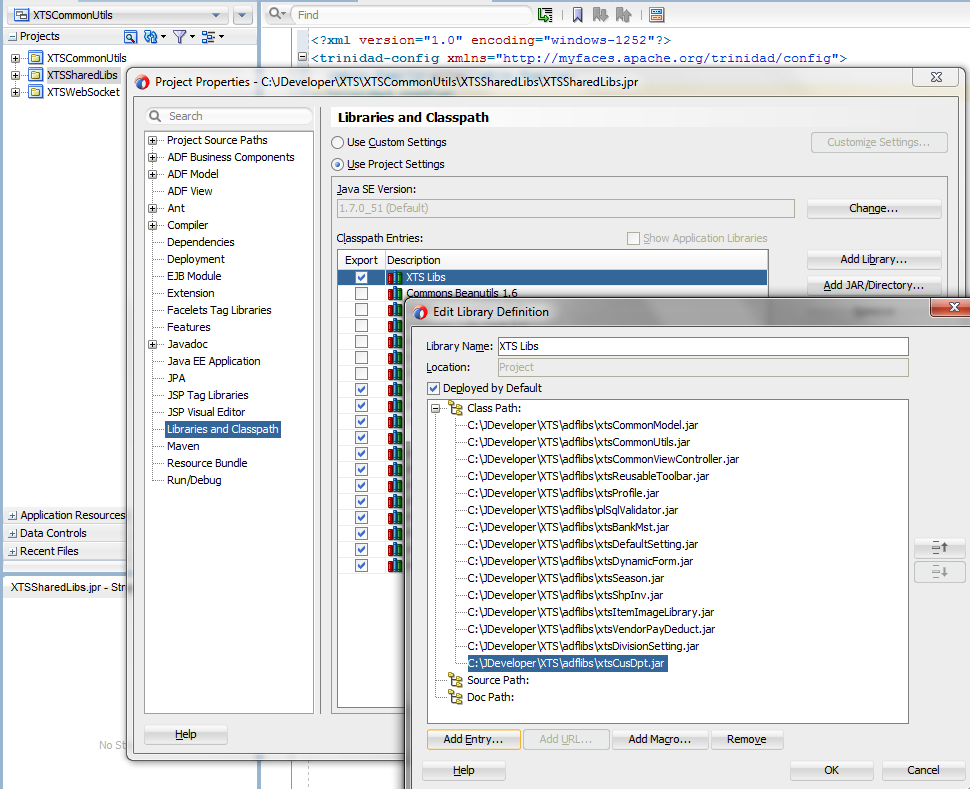 XTSCommonUtils
Find
Projects
<?xml version="1.0" encoding="windows-1252"?>
<trinidad-config xmlns="http://myfaces.apache.org/trinidad/config">
XTSCommonUtils
XTSSharedLibs
XTSWebSocket
Project Properties - C:\JDeveloper\XTS\XTSCommonUtils\XTSSharedLibs\XTSSharedLibs.jpr
Search
Project Source Paths
ADF Business Components
ADF Model
ADF View
Ant
Compiler
Dependencies
Deployment
EJB Module
Extension
Facelets Tag Libraries
Features
Javadoc
Java EE Application
JPA
JSP Tag Libraries
JSP Visual Editor
Libraries and Classpath
Maven
Resource Bundle
Run/Debug
Help
Libraries and Classpath
Use Custom Settings
Customize Settings...
Use Project Settings
Java SE Version:
1.7.0_51 (Default)
Change...
Classpath Entries:
Show Application Libraries
Export Description
XTS Libs
Commons Beanutils 1.6
Add Library...
Add JAR/Directory...
Edit Library Definition
Library Name: XTS Libs
Location: Project
Deployed by Default
Class Path:
C:\JDeveloper\XTS\adflibs\xtsCommonModel.jar
C:\JDeveloper\XTS\adflibs\xtsCommonUtils.jar
C:\JDeveloper\XTS\adflibs\xtsCommonViewController.jar
C:\JDeveloper\XTS\adflibs\xtsReusableToolbar.jar
C:\JDeveloper\XTS\adflibs\xtsProfile.jar
C:\JDeveloper\XTS\adflibs\plSqlValidator.jar
C:\JDeveloper\XTS\adflibs\xtsBankMst.jar
C:\JDeveloper\XTS\adflibs\xtsDefaultSetting.jar
C:\JDeveloper\XTS\adflibs\xtsDynamicForm.jar
C:\JDeveloper\XTS\adflibs\xtsSeason.jar
C:\JDeveloper\XTS\adflibs\xtsShpInv.jar
C:\JDeveloper\XTS\adflibs\xtsItemImageLibrary.jar
C:\JDeveloper\XTS\adflibs\xtsVendorPayDeduct.jar
C:\JDeveloper\XTS\adflibs\xtsDivisionSetting.jar
C:\JDeveloper\XTS\adflibs\xtsCusDpt.jar
Source Path:
Doc Path:
Add Entry...
Add URL...
Add Macro...
Remove
Help
OK
Cancel
Application Resources
Data Controls
Recent Files
XTSSharedLibs.jpr - Str
No St